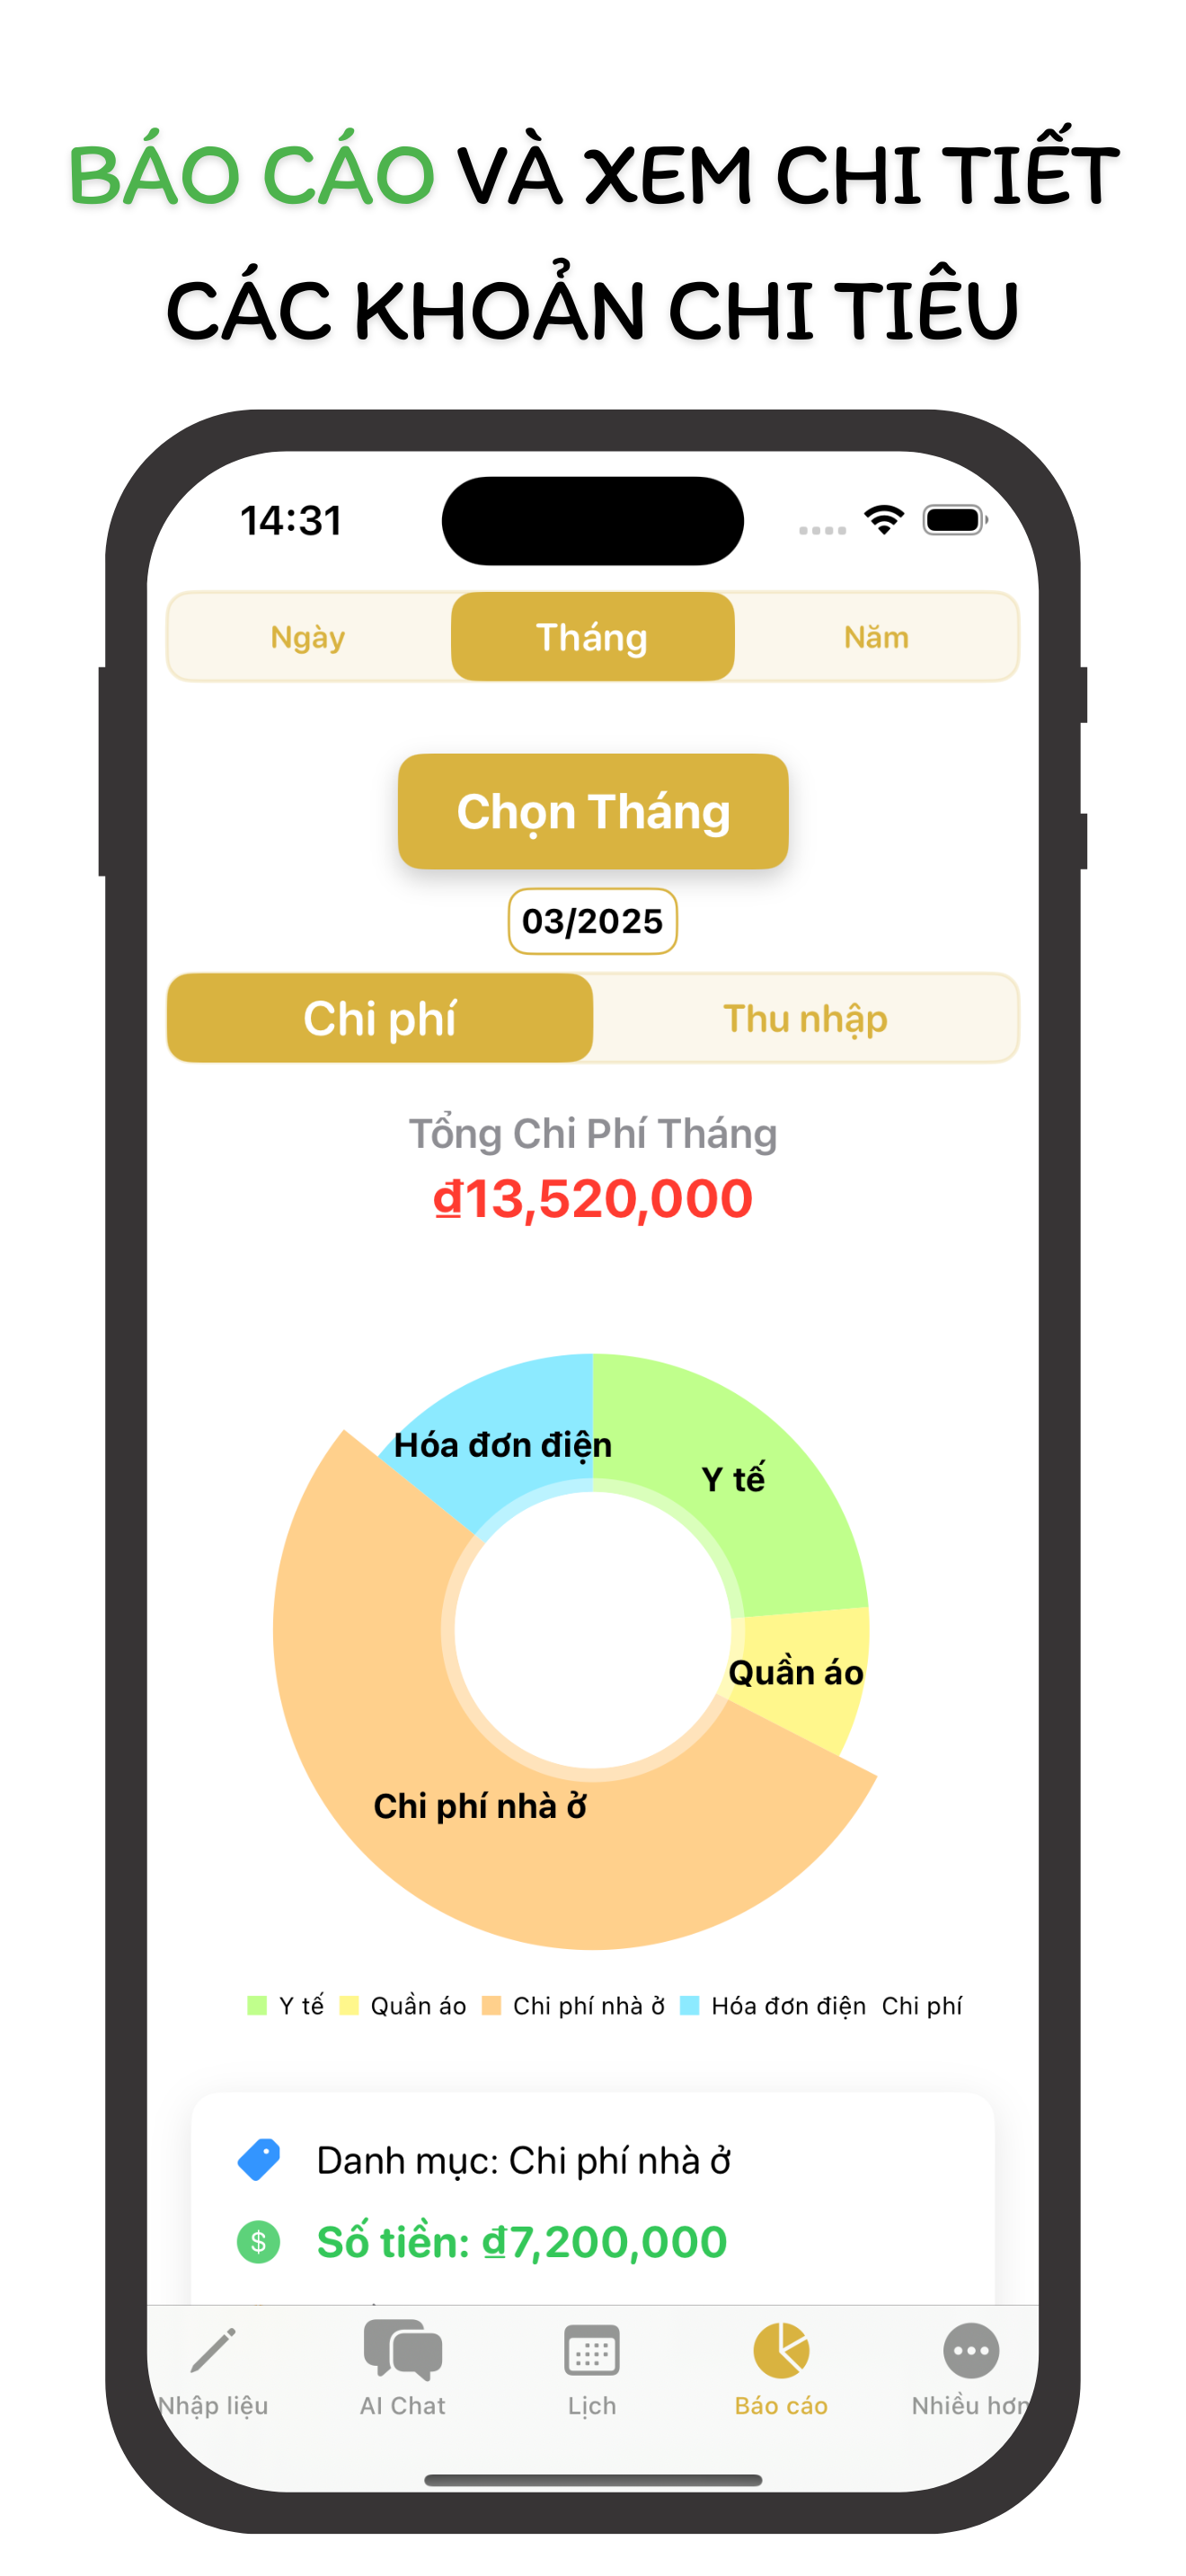 BÁO CÁO VÀ XEM CHI TIẾT
CÁC KHOẢN CHI TIÊU
14:31
Ngày Tháng Năm
Chọn Tháng
03/2025
Chi phí Thu nhập
Tổng Chi Phí Tháng
₫13,520,000
Hóa đơn điện
Y tế
Quần áo
Chi phí nhà ở
Y tế Quần áo Chi phí nhà ở Hóa đơn điện Chi phí
Danh mục: Chi phí nhà ở
$ Số tiền: ₫7,200,000
Nhập liệu AI Chat Lịch Báo cáo Nhiều hơn